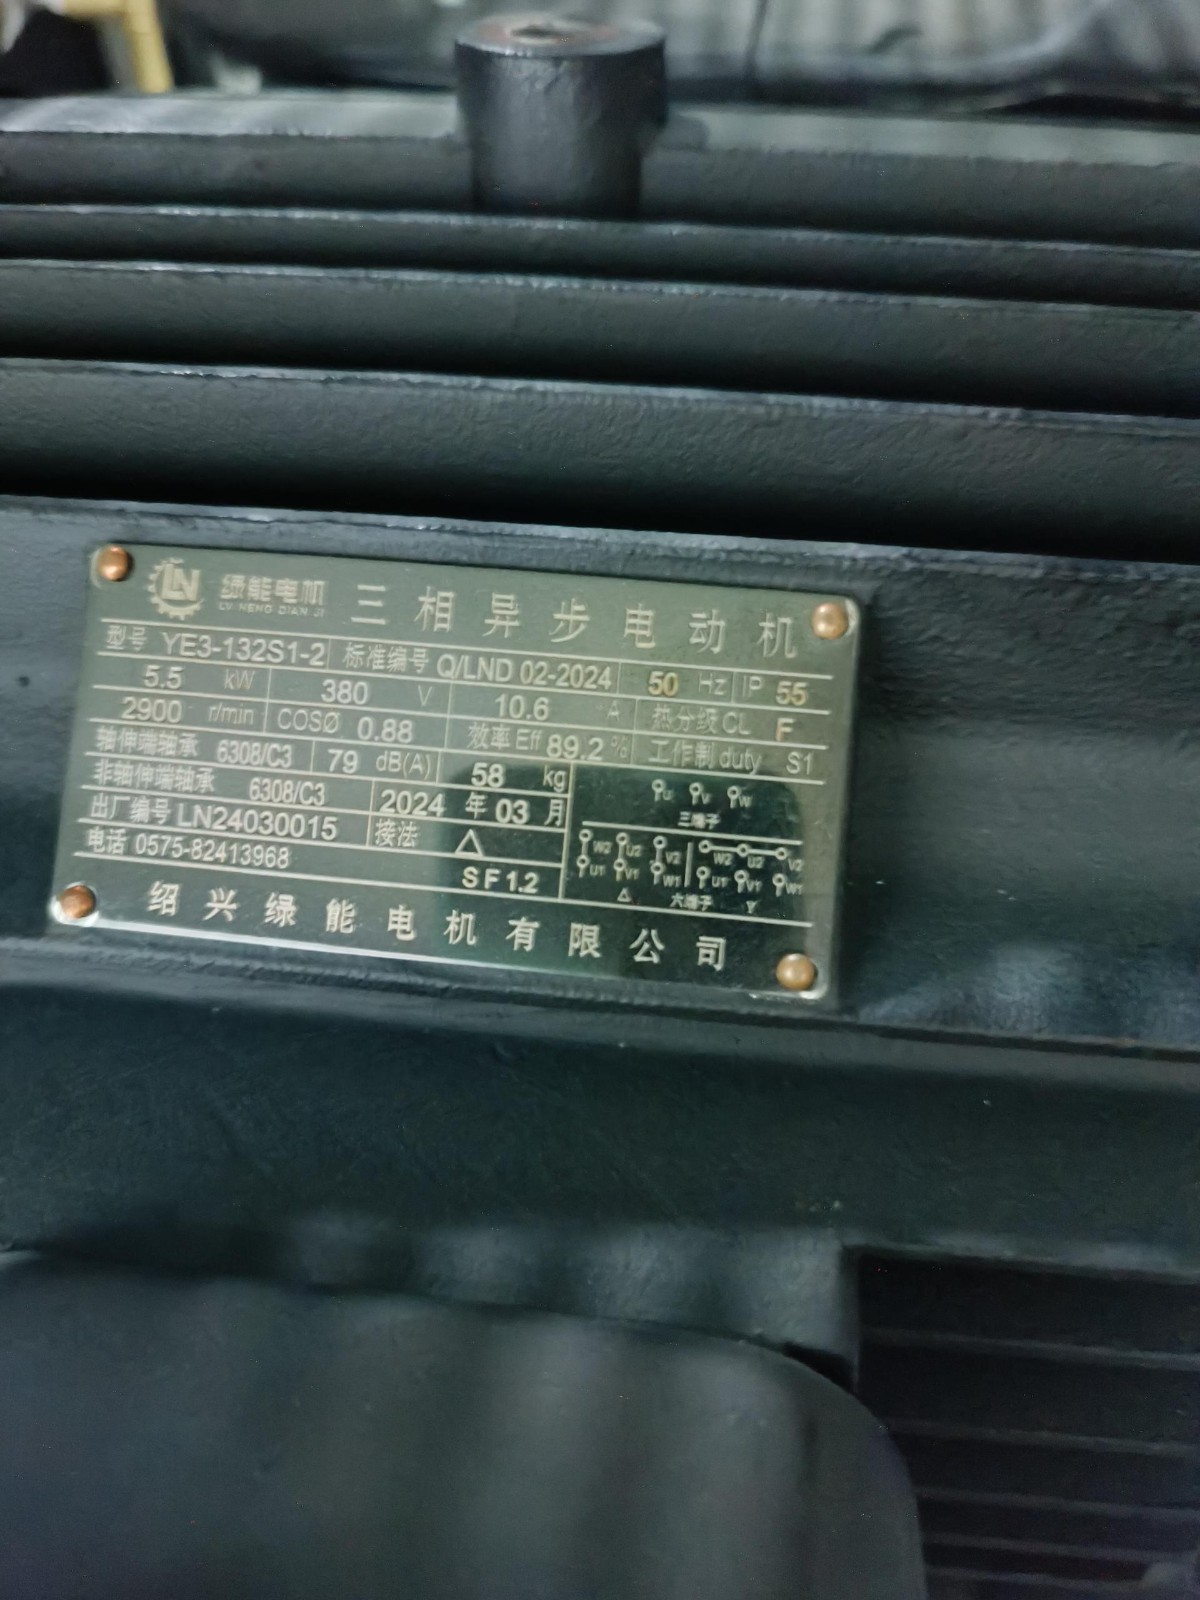 LN 绿能电机 三相异步电动机
LV NENG DIAN JI
型号 YE3-132S1-2 标准编号 Q/LND 02-2024 50 Hz IP 55
5.5 kW 380 V 10.6 A 热分级 CL F
2900 r/min COSØ 0.88 效率 Eff 89.2 % 工作制 duty S1
轴伸端轴承 6308/C3 79 dB(A) 58 kg
非轴伸端轴承 6308/C3 2024 年 03 月
出厂编号 LN24030015 接法 △
电话 0575-82413968 SF1.2
U V W
三端子
W2 U2 V2 W2 U2 V2
U1 V1 W1 U1 V1 W1
△ 六端子 Y
绍兴绿能电机有限公司